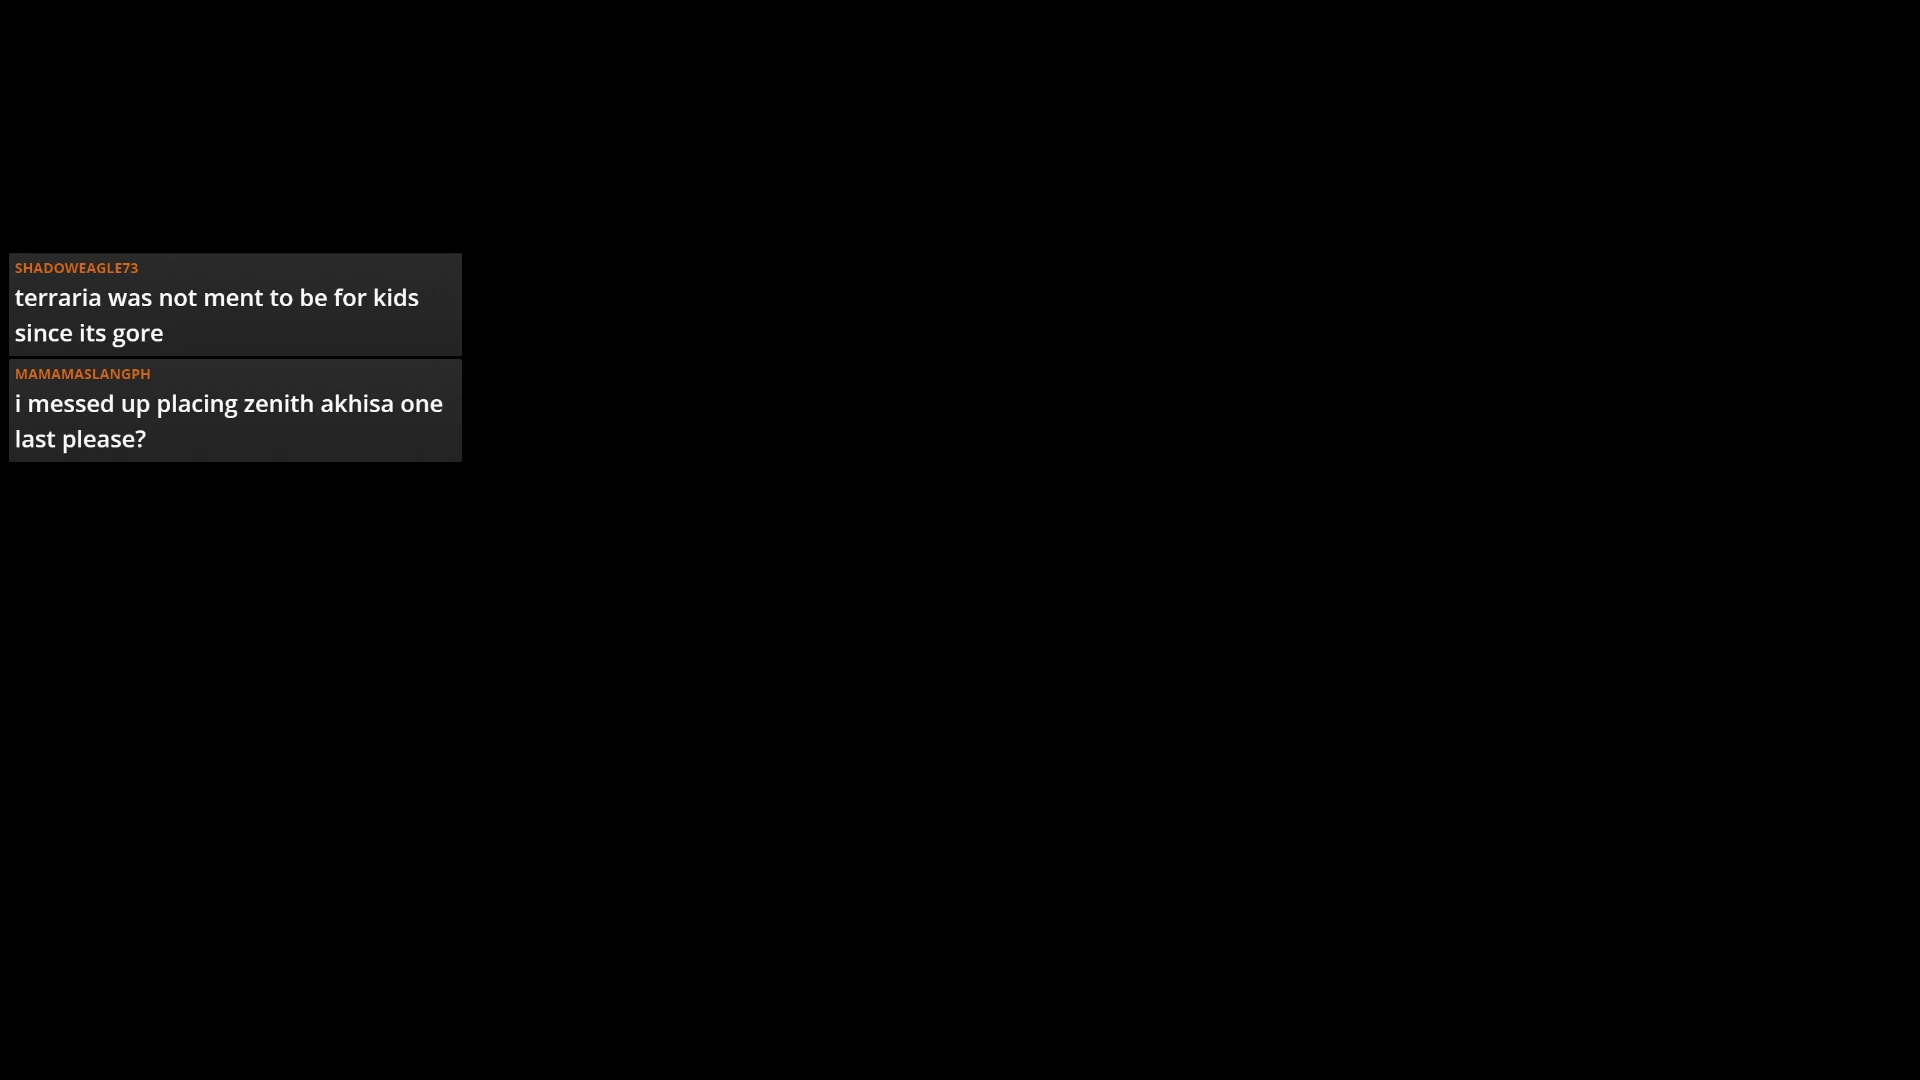 SHADOWEAGLE73
terraria was not ment to be for kids
since its gore
MAMAMASLANGPH
i messed up placing zenith akhisa one
last please?